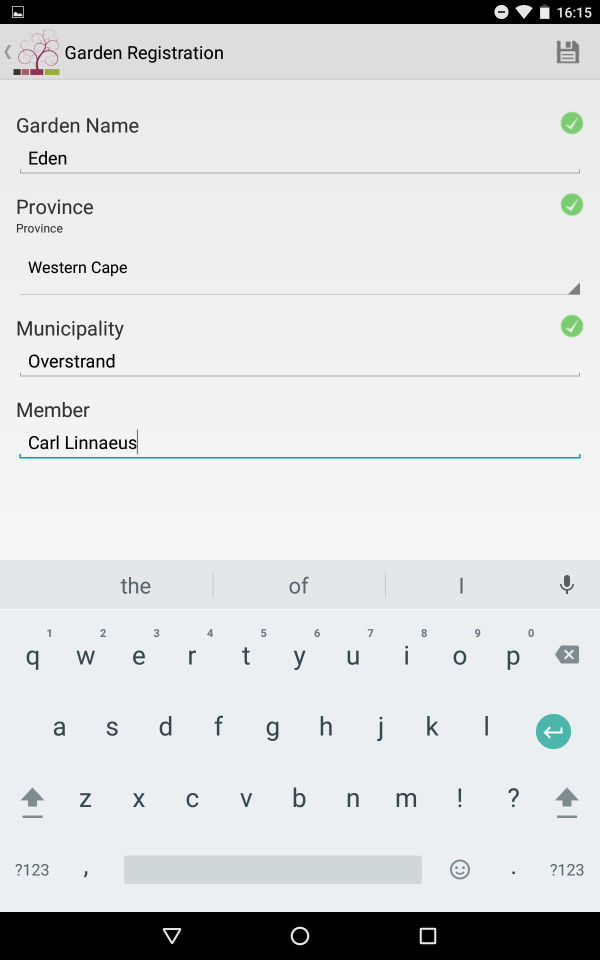 16:15
Garden Registration
Garden Name
Eden
Province
Province
Western Cape
Municipality
Overstrand
Member
Carl Linnaeus
the of I
1 2 3 4 5 6 7 8 9 0
q w e r t y u i o p
a s d f g h j k l
z x c v b n m ! ?
?123 , . ?123